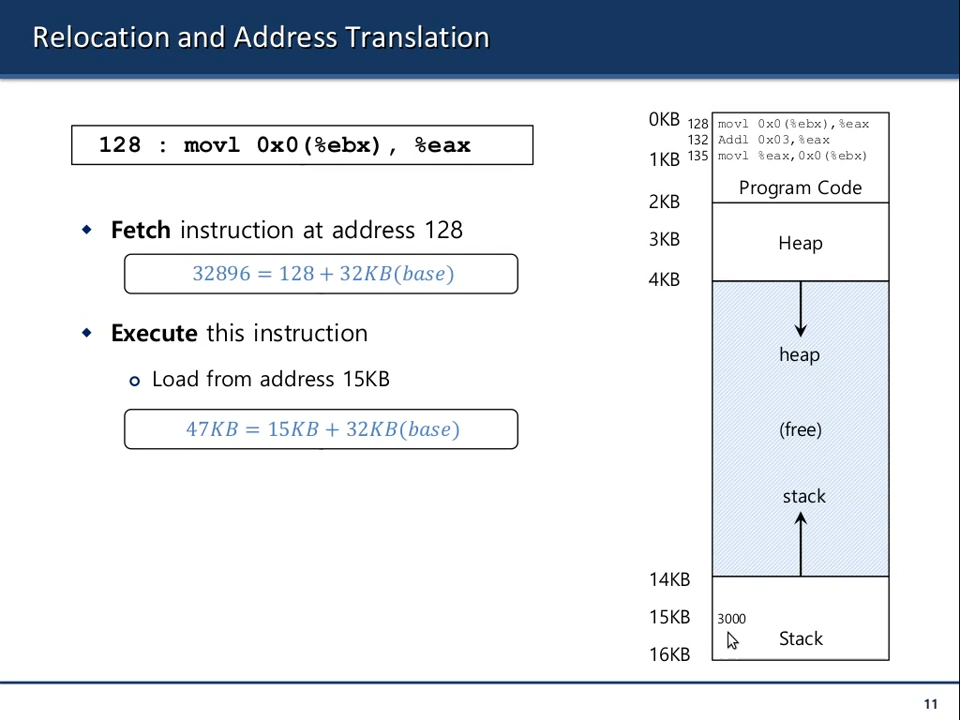 Relocation and Address Translation
128 : movl 0x0(%ebx), %eax
Fetch instruction at address 128
32896 = 128 + 32KB(base)
Execute this instruction
Load from address 15KB
47KB = 15KB + 32KB(base)
0KB
128 movl 0x0(%ebx),%eax
132 Addl 0x03,%eax
1KB
135 movl %eax,0x0(%ebx)
Program Code
2KB
3KB
Heap
4KB
heap
(free)
stack
14KB
15KB
3000
Stack
16KB
11